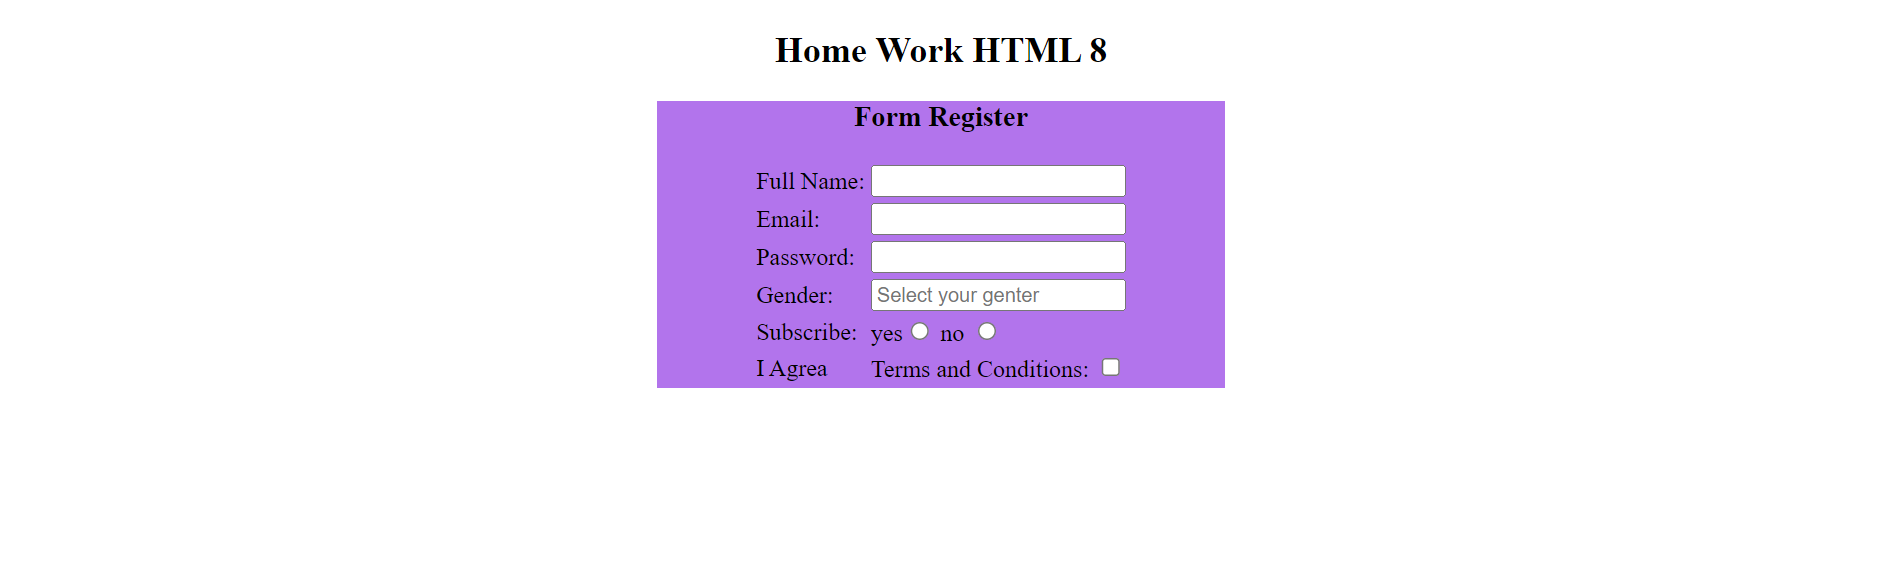 Home Work HTML 8
Form Register
Full Name:
Email:
Password:
Gender: Select your genter
Subscribe: yes no
I Agrea Terms and Conditions: